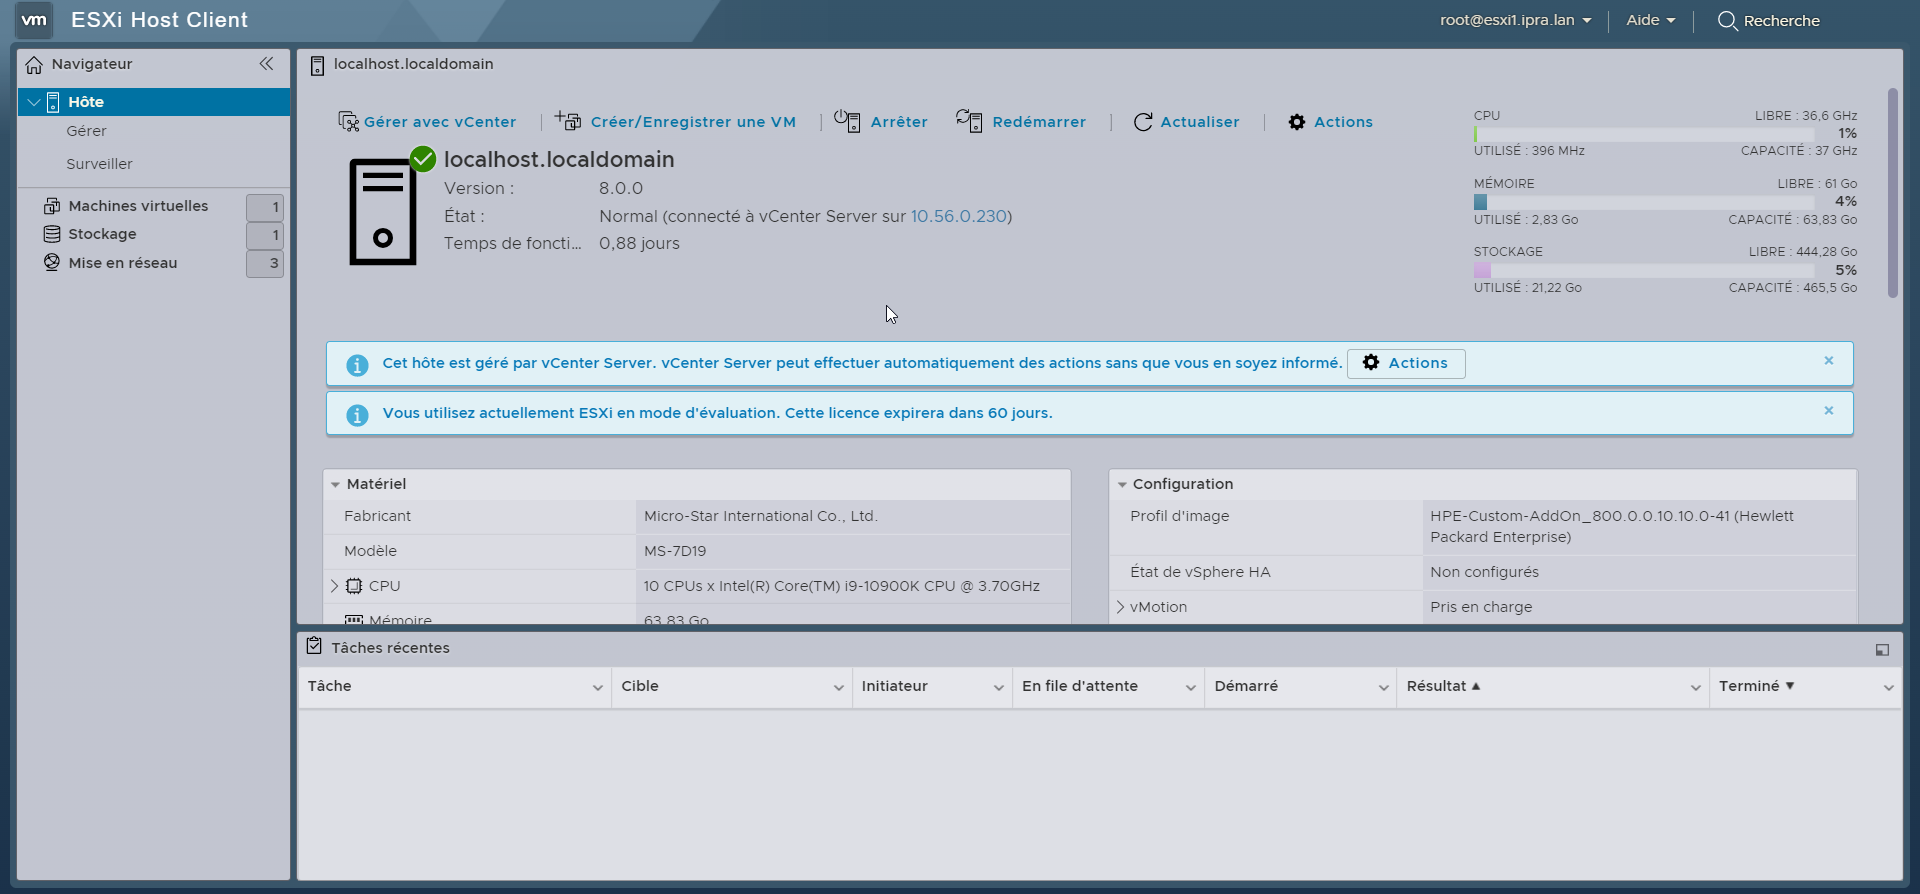 vm ESXi Host Client
root@esxi1.ipra.lan
Aide
Recherche
Navigateur
Hôte
Gérer
Surveiller
Machines virtuelles 1
Stockage 1
Mise en réseau 3
localhost.localdomain
Gérer avec vCenter
Créer/Enregistrer une VM
Arrêter
Redémarrer
Actualiser
Actions
localhost.localdomain
Version : 8.0.0
État : Normal (connecté à vCenter Server sur 10.56.0.230)
Temps de foncti... 0,88 jours
CPU LIBRE : 36,6 GHz
1%
UTILISÉ : 396 MHz CAPACITÉ : 37 GHz
MÉMOIRE LIBRE : 61 Go
4%
UTILISÉ : 2,83 Go CAPACITÉ : 63,83 Go
STOCKAGE LIBRE : 444,28 Go
5%
UTILISÉ : 21,22 Go CAPACITÉ : 465,5 Go
Cet hôte est géré par vCenter Server. vCenter Server peut effectuer automatiquement des actions sans que vous en soyez informé. Actions
Vous utilisez actuellement ESXi en mode d'évaluation. Cette licence expirera dans 60 jours.
Matériel
Fabricant Micro-Star International Co., Ltd.
Modèle MS-7D19
CPU 10 CPUs x Intel(R) Core(TM) i9-10900K CPU @ 3.70GHz
Mémoire 63,83 Go
Configuration
Profil d'image HPE-Custom-AddOn_800.0.0.10.10.0-41 (Hewlett
Packard Enterprise)
État de vSphere HA Non configurés
vMotion Pris en charge
Tâches récentes
Tâche Cible Initiateur En file d'attente Démarré Résultat ▲ Terminé ▼